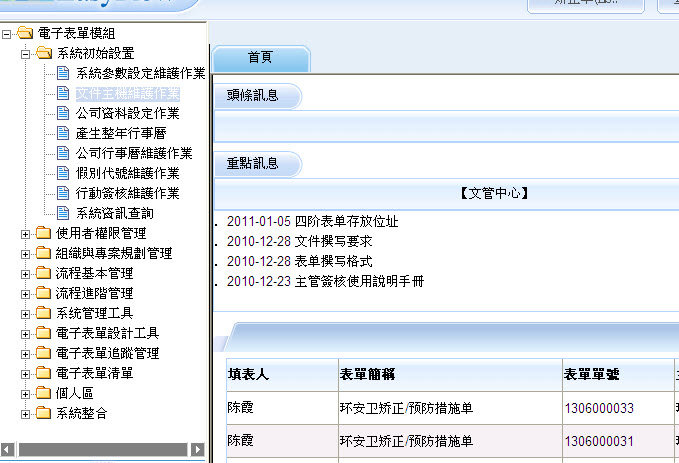 電子表單模組
系統初始設置
系統參數設定維護作業
文件主機維護作業
公司資料設定作業
產生整年行事曆
公司行事曆維護作業
假別代號維護作業
行動簽核維護作業
系統資訊查詢
使用者權限管理
組織與專案規劃管理
流程基本管理
流程進階管理
系統管理工具
電子表單設計工具
電子表單追蹤管理
電子表單清單
個人區
系統整合
首頁
頭條訊息
重點訊息
【文管中心】
2011-01-05 四阶表单存放位址
2010-12-28 文件撰写要求
2010-12-28 表单撰写格式
2010-12-23 主管簽核使用說明手冊
填表人 表單簡稱 表單單號
陈霞 环安卫矫正/预防措施单 1306000033
陈霞 环安卫矫正/预防措施单 1306000031